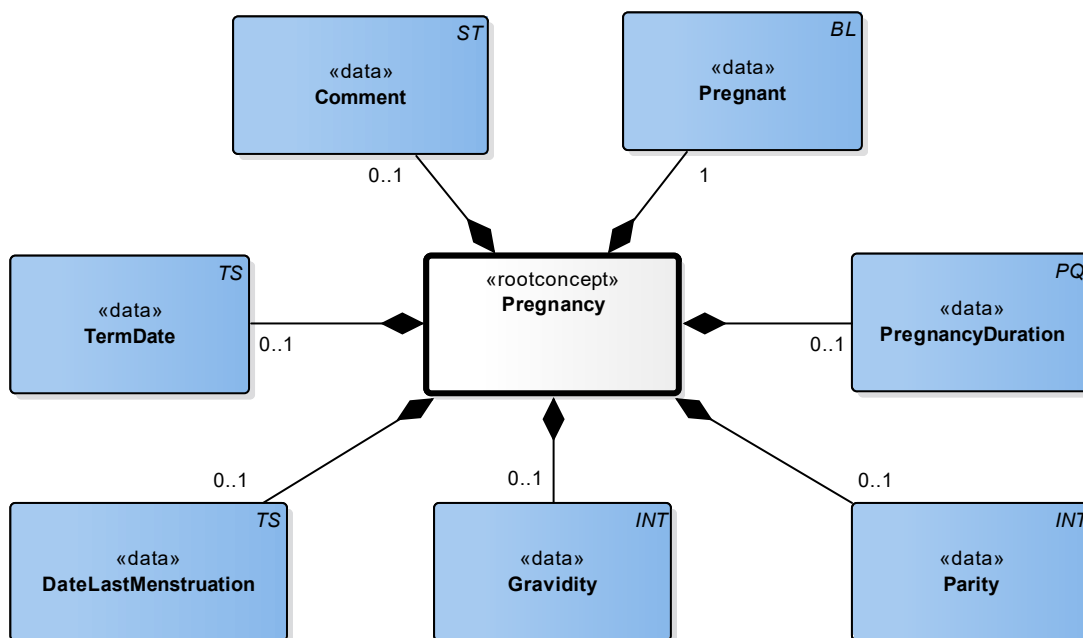 ST
«data»
Comment
0..1
BL
«data»
Pregnant
1
TS
«data»
TermDate
0..1
«rootconcept»
Pregnancy
PQ
«data»
PregnancyDuration
0..1
0..1
TS
«data»
DateLastMenstruation
0..1
INT
«data»
Gravidity
0..1
INT
«data»
Parity